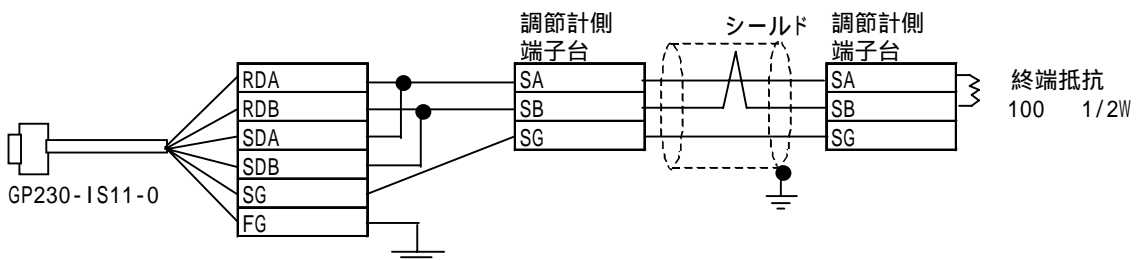 調節計側
端子台
シールド
調節計側
端子台
RDA
RDB
SDA
SDB
SG
FG
SA
SB
SG
SA
SB
SG
終端抵抗
100 1/2W
GP230-IS11-0